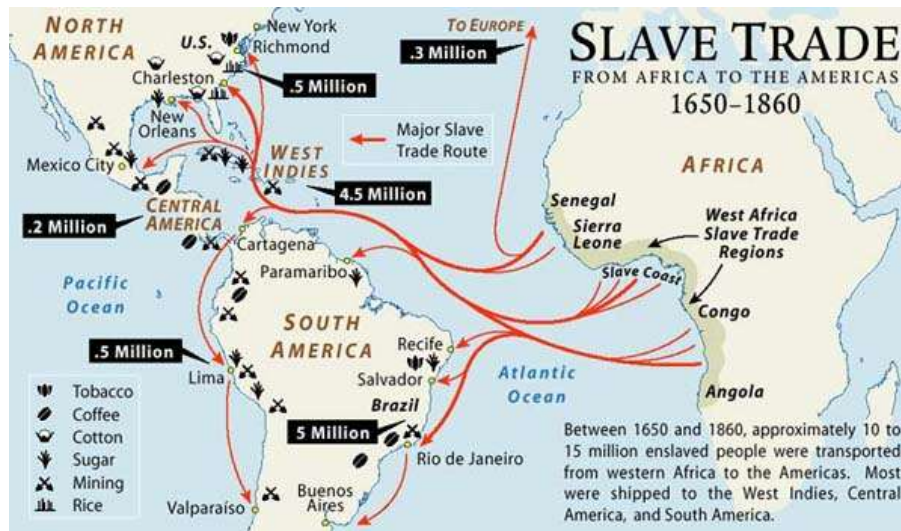 SLAVE TRADE
FROM AFRICA TO THE AMERICAS
1650–1860
NORTH
AMERICA
U.S.
New York
Richmond
Charleston
New
Orleans
Mexico City
.5 Million
TO EUROPE
.3 Million
Major Slave
Trade Route
WEST
INDIES
4.5 Million
.2 Million
CENTRAL
AMERICA
Cartagena
Paramaribo
Pacific
Ocean
SOUTH
AMERICA
.5 Million
Lima
Recife
Salvador
Brazil
5 Million
Rio de Janeiro
Valparaíso
Buenos
Aires
Atlantic
Ocean
AFRICA
Senegal
Sierra
Leone
West Africa
Slave Trade
Regions
Slave Coast
Congo
Angola
Tobacco
Coffee
Cotton
Sugar
Mining
Rice
Between 1650 and 1860, approximately 10 to
15 million enslaved people were transported
from western Africa to the Americas. Most
were shipped to the West Indies, Central
America, and South America.